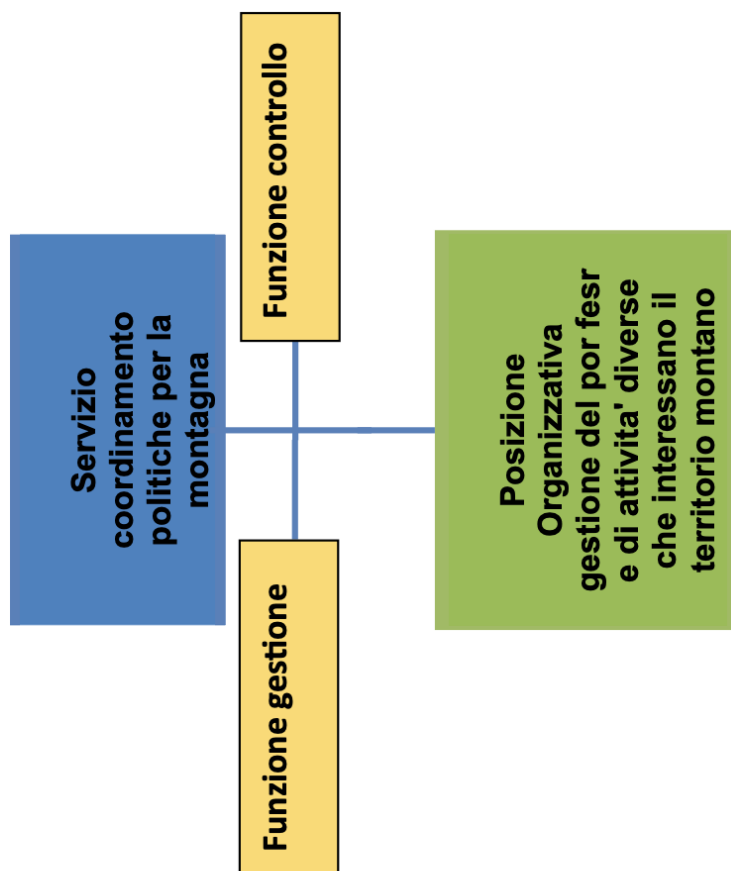 Servizio
coordinamento
politiche per la
montagna
Funzione gestione
Funzione controllo
Posizione
Organizzativa
gestione del por fesr
e di attivita' diverse
che interessano il
territorio montano